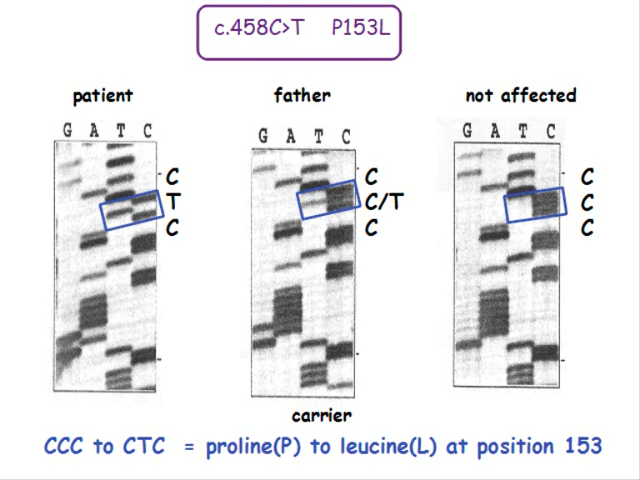 c.458C>T P153L
patient father not affected
G A T C G A T C G A T C
C C C
T C/T C
C C C
carrier
CCC to CTC = proline(P) to leucine(L) at position 153